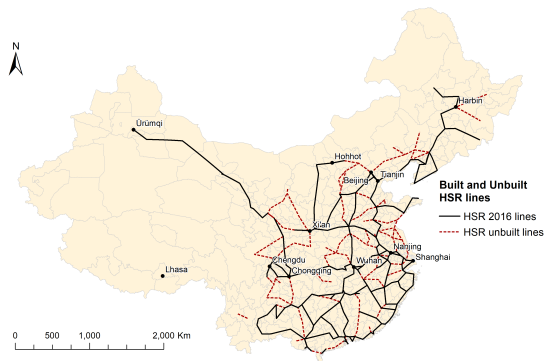 N
Harbin
Ürümqi
Hohhot
Beijing
Tianjin
Built and Unbuilt
HSR lines
HSR 2016 lines
HSR unbuilt lines
Xi'an
Nanjing
Shanghai
Wuhan
Chengdu
Chongqing
Lhasa
0 500 1,000 2,000 Km